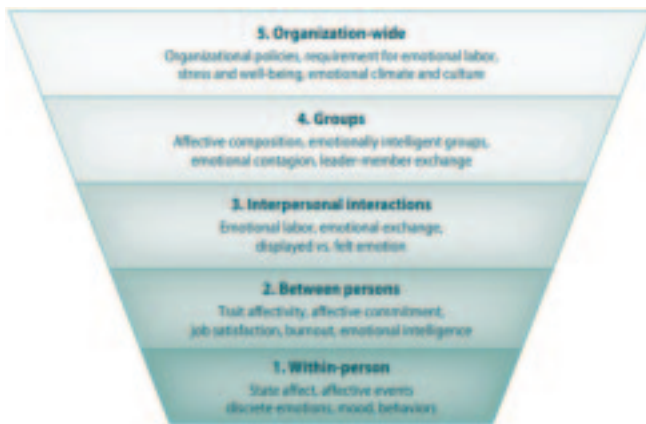 5. Organization-wide
Organizational policies, requirement for emotional labor,
stress and well-being, emotional climate and culture
4. Groups
Affective composition, emotionally intelligent groups,
emotional contagion, leader-member exchange
3. Interpersonal interactions
Emotional labor, emotional exchange,
displayed vs. felt emotion
2. Between persons
Trait affectivity, affective commitment,
job satisfaction, burnout, emotional intelligence
1. Within-person
State affect, affective events
discrete emotions, mood, behaviors